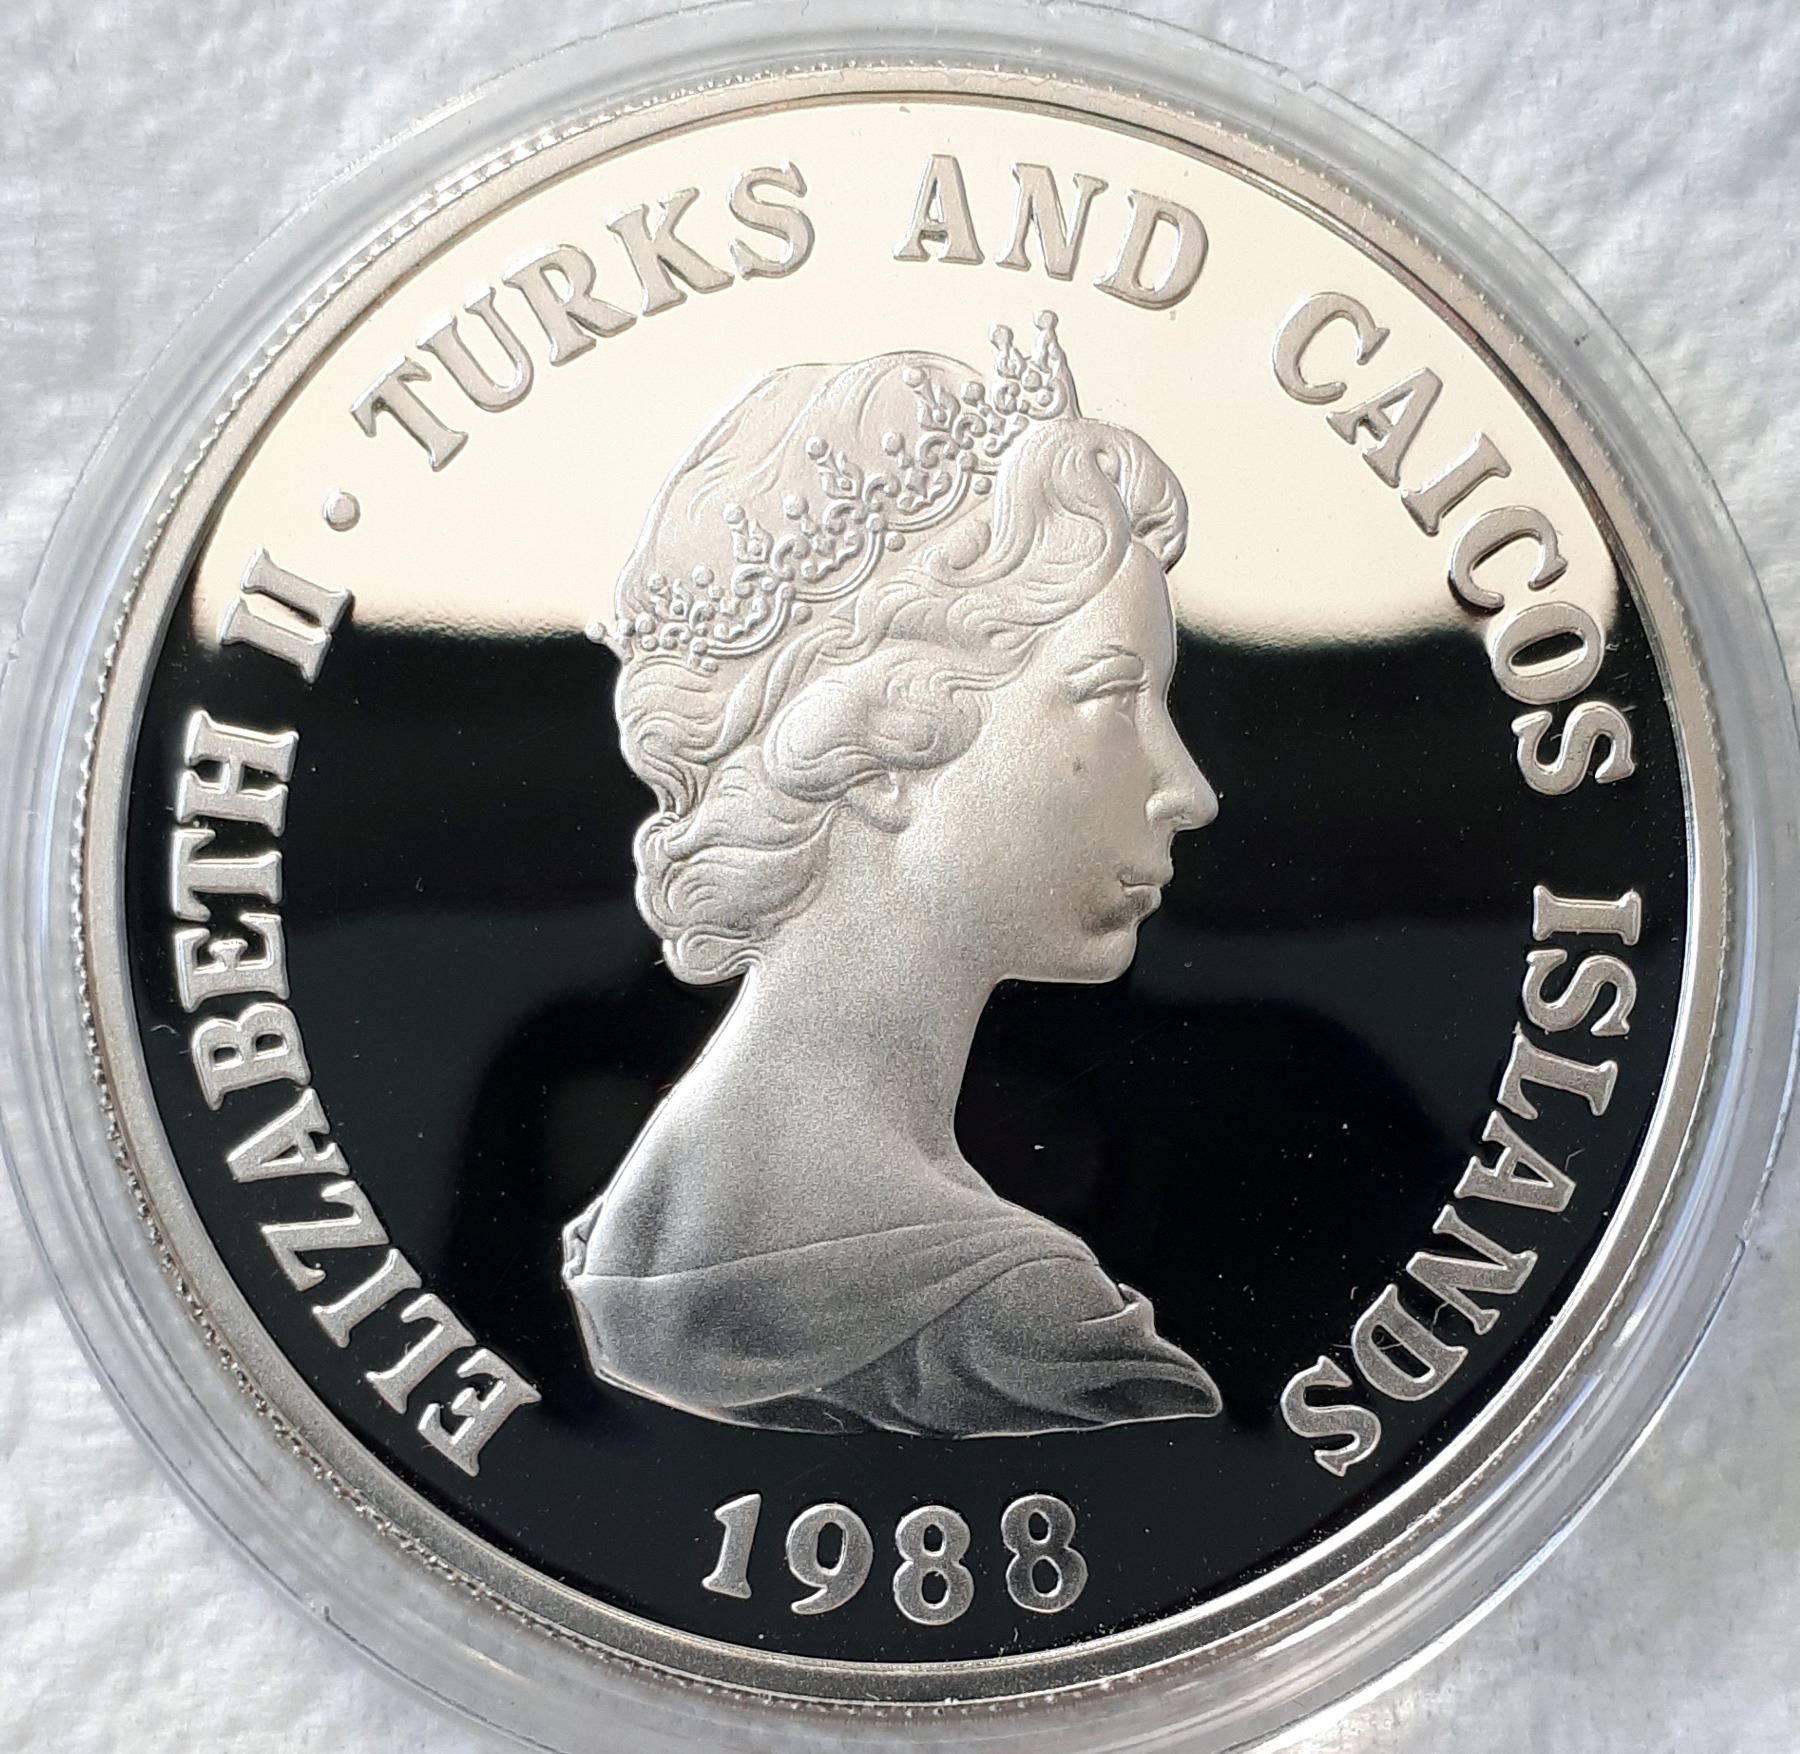 ELIZABETH II · TURKS AND CAICOS ISLANDS
1988